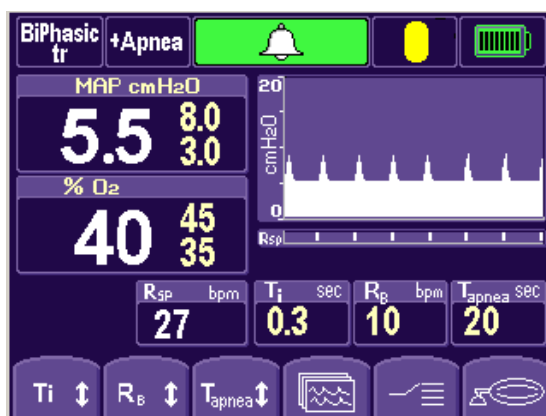 BiPhasic +Apnea
tr
MAP cmH2O
5.5 8.0
3.0
% O2
40 45
35
20
cmH2O
0
Rsp
RSP bpm
27
Ti sec
0.3
RB bpm
10
Tapnea sec
20
Ti RB Tapnea